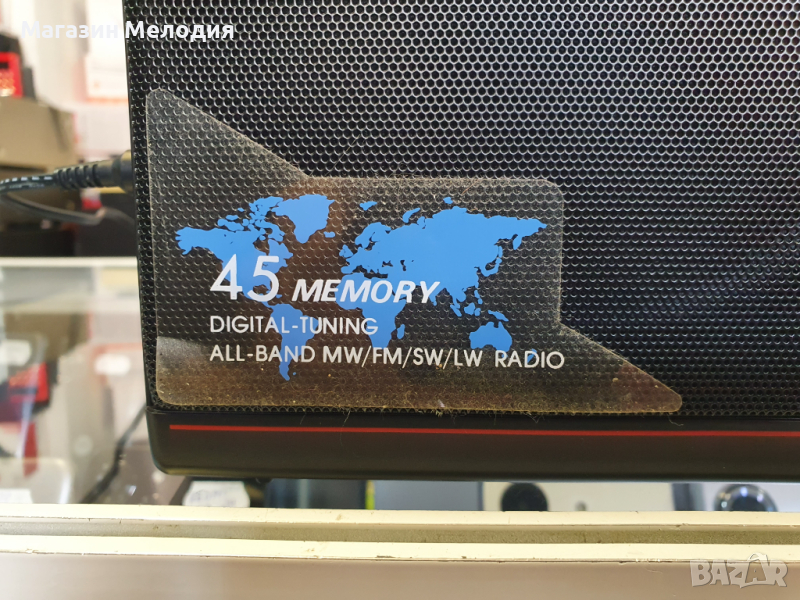 Магазин Мелодия
45 MEMORY
DIGITAL-TUNING
ALL-BAND MW/FM/SW/LW RADIO
BAZAR